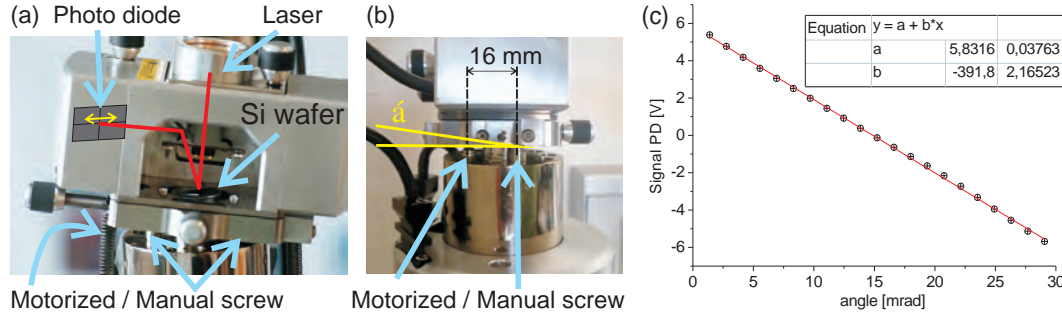 (a)
Photo diode
Laser
Si wafer
Motorized / Manual screw
(b)
16 mm
á
Motorized / Manual screw
(c)
Equation y = a + b*x
a 5,8316 0,03763
b -391,8 2,16523
6
4
2
0
-2
-4
-6
Signal PD [V]
0 5 10 15 20 25 30
angle [mrad]